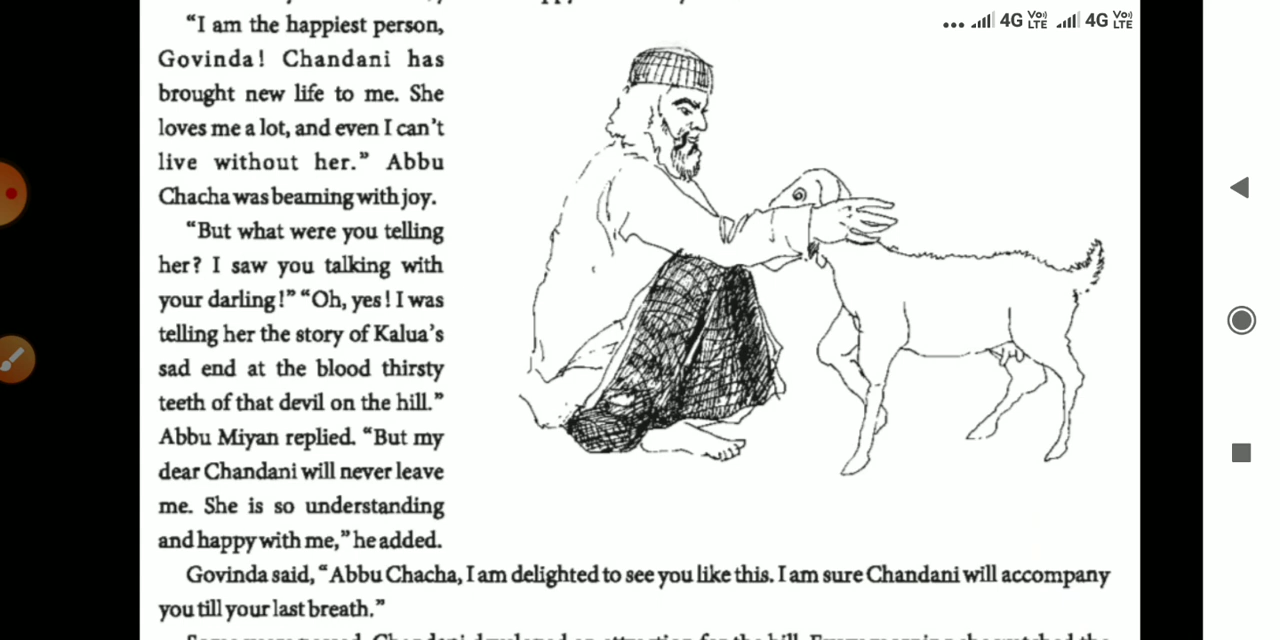 4G Vo) LTE 4G Vo) LTE
“I am the happiest person,
Govinda! Chandani has
brought new life to me. She
loves me a lot, and even I can’t
live without her.” Abbu
Chacha was beaming with joy.
“But what were you telling
her? I saw you talking with
your darling!” “Oh, yes! I was
telling her the story of Kalua’s
sad end at the blood thirsty
teeth of that devil on the hill.”
Abbu Miyan replied. “But my
dear Chandani will never leave
me. She is so understanding
and happy with me,” he added.
Govinda said, “Abbu Chacha, I am delighted to see you like this. I am sure Chandani will accompany
you till your last breath.”